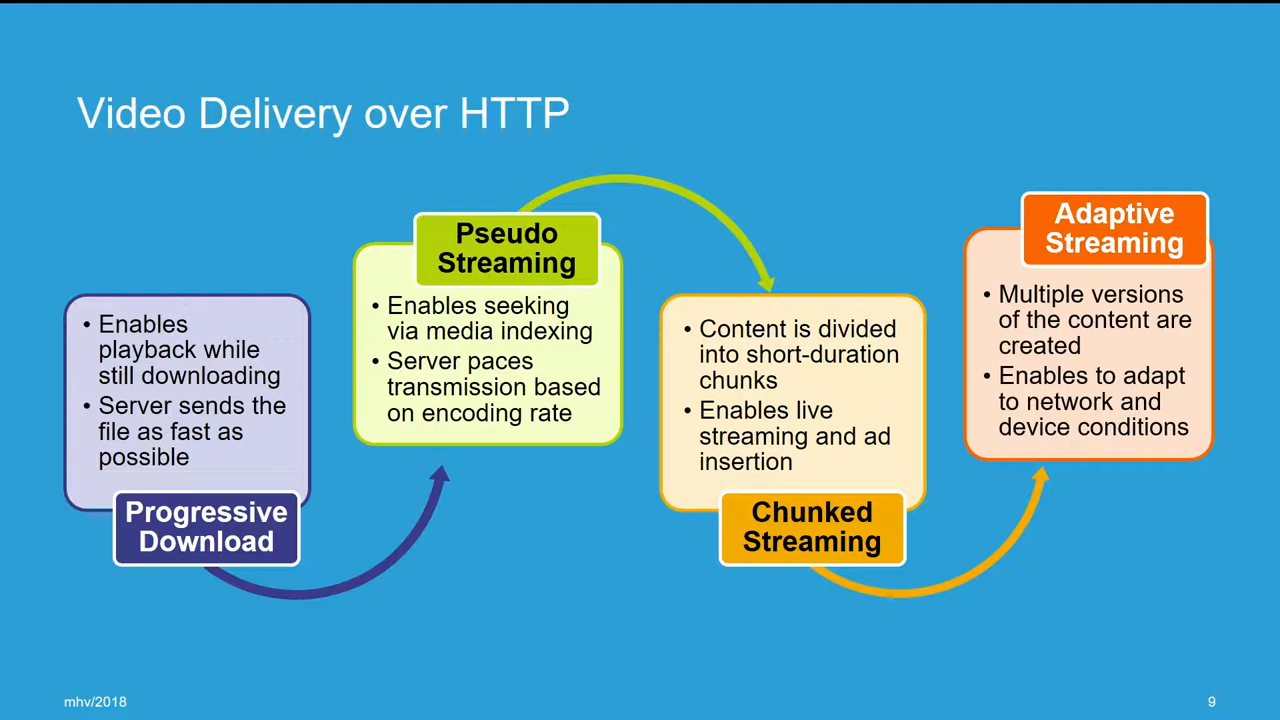 Video Delivery over HTTP
• Enables
playback while
still downloading
• Server sends the
file as fast as
possible
Progressive
Download
Pseudo
Streaming
• Enables seeking
via media indexing
• Server paces
transmission based
on encoding rate
• Content is divided
into short-duration
chunks
• Enables live
streaming and ad
insertion
Chunked
Streaming
Adaptive
Streaming
• Multiple versions
of the content are
created
• Enables to adapt
to network and
device conditions
mhv/2018
9